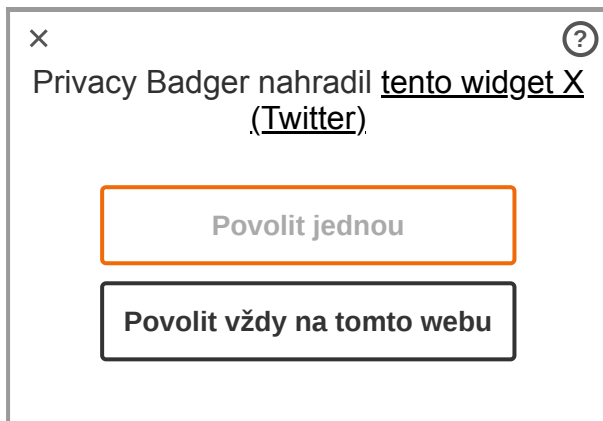 ×
?
Privacy Badger nahradil tento widget X
(Twitter)
Povolit jednou
Povolit vždy na tomto webu